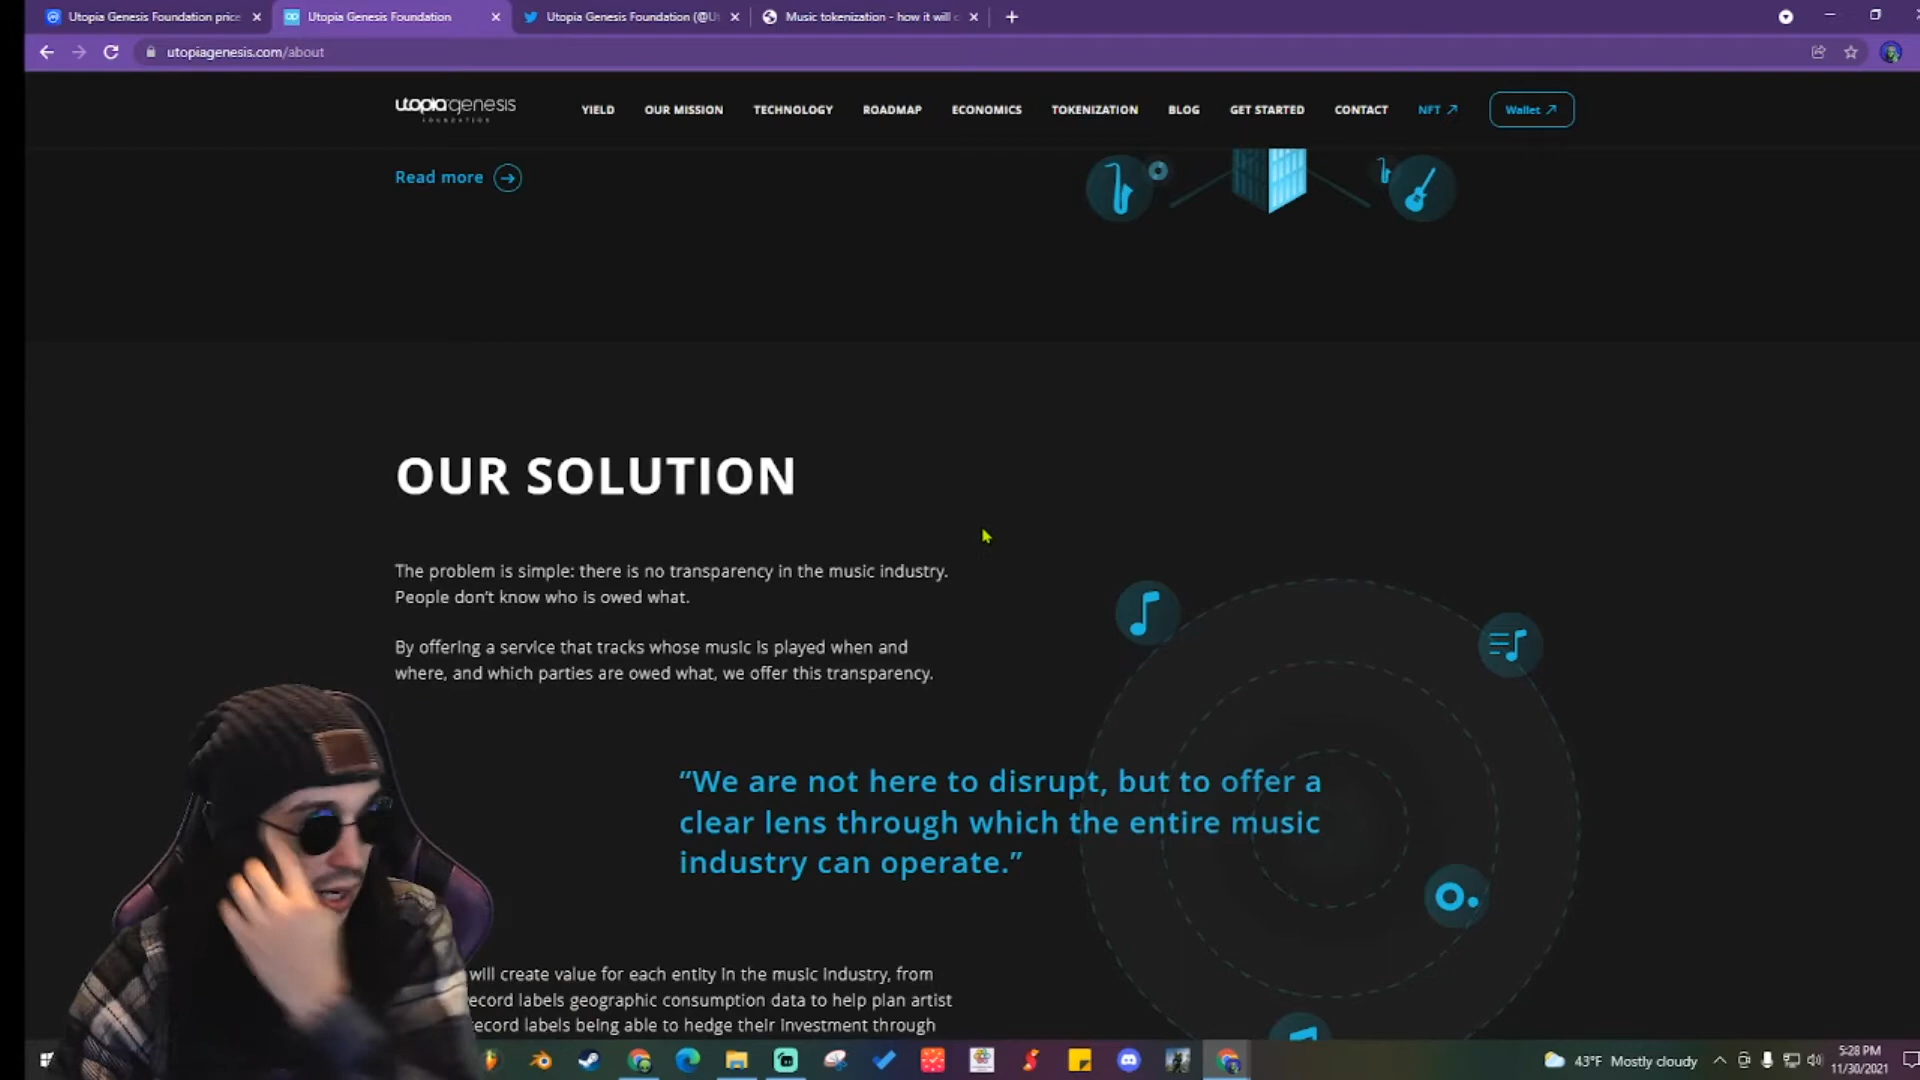 Utopia Genesis Foundation price
Utopia Genesis Foundation
Utopia Genesis Foundation (@U
Music tokenization - how it will c
utopiagenesis.com/about
utopia genesis
FOUNDATION
YIELD
OUR MISSION
TECHNOLOGY
ROADMAP
ECONOMICS
TOKENIZATION
BLOG
GET STARTED
CONTACT
NFT
Wallet
Read more
OUR SOLUTION
The problem is simple: there is no transparency in the music industry.
People don't know who is owed what.
By offering a service that tracks whose music is played when and
where, and which parties are owed what, we offer this transparency.
“We are not here to disrupt, but to offer a
clear lens through which the entire music
industry can operate.”
will create value for each entity in the music industry, from
record labels geographic consumption data to help plan artist
record labels being able to hedge their investment through
43°F Mostly cloudy
5:28 PM
11/30/2021